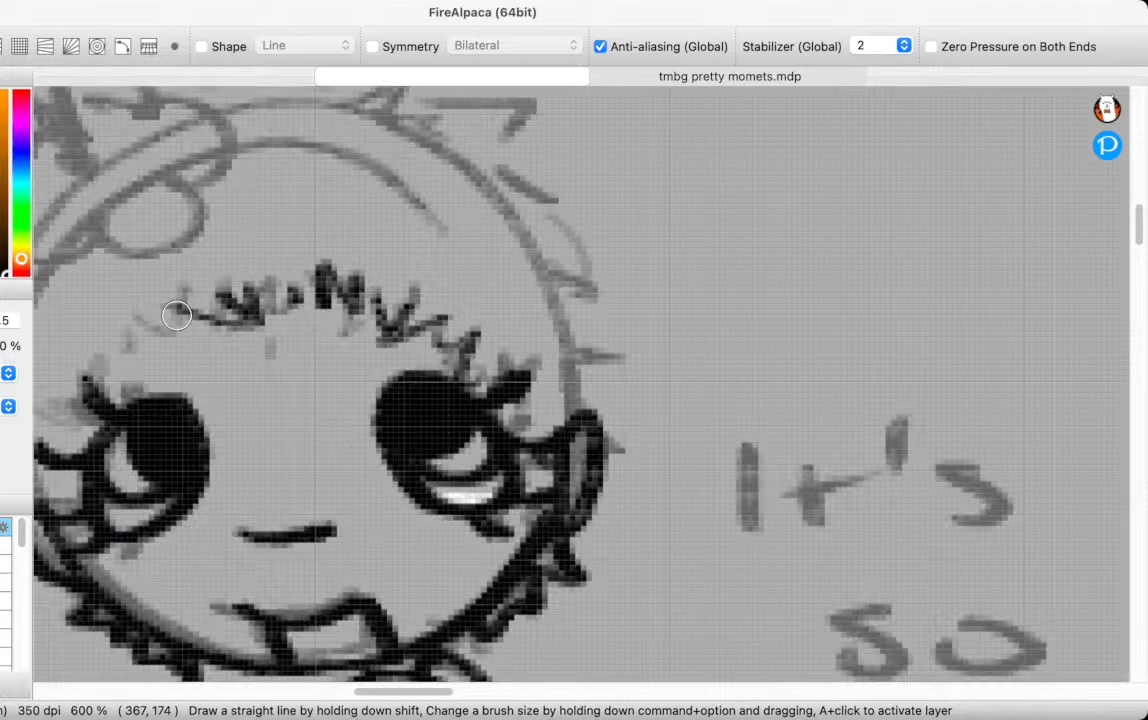 FireAlpaca (64bit)
Shape Line Symmetry Bilateral Anti-aliasing (Global) Stabilizer (Global) 2 Zero Pressure on Both Ends
tmbg pretty momets.mdp
.5
0 %
It's
so
) 350 dpi 600 % ( 367, 174 ) Draw a straight line by holding down shift, Change a brush size by holding down command+option and dragging, A+click to activate layer